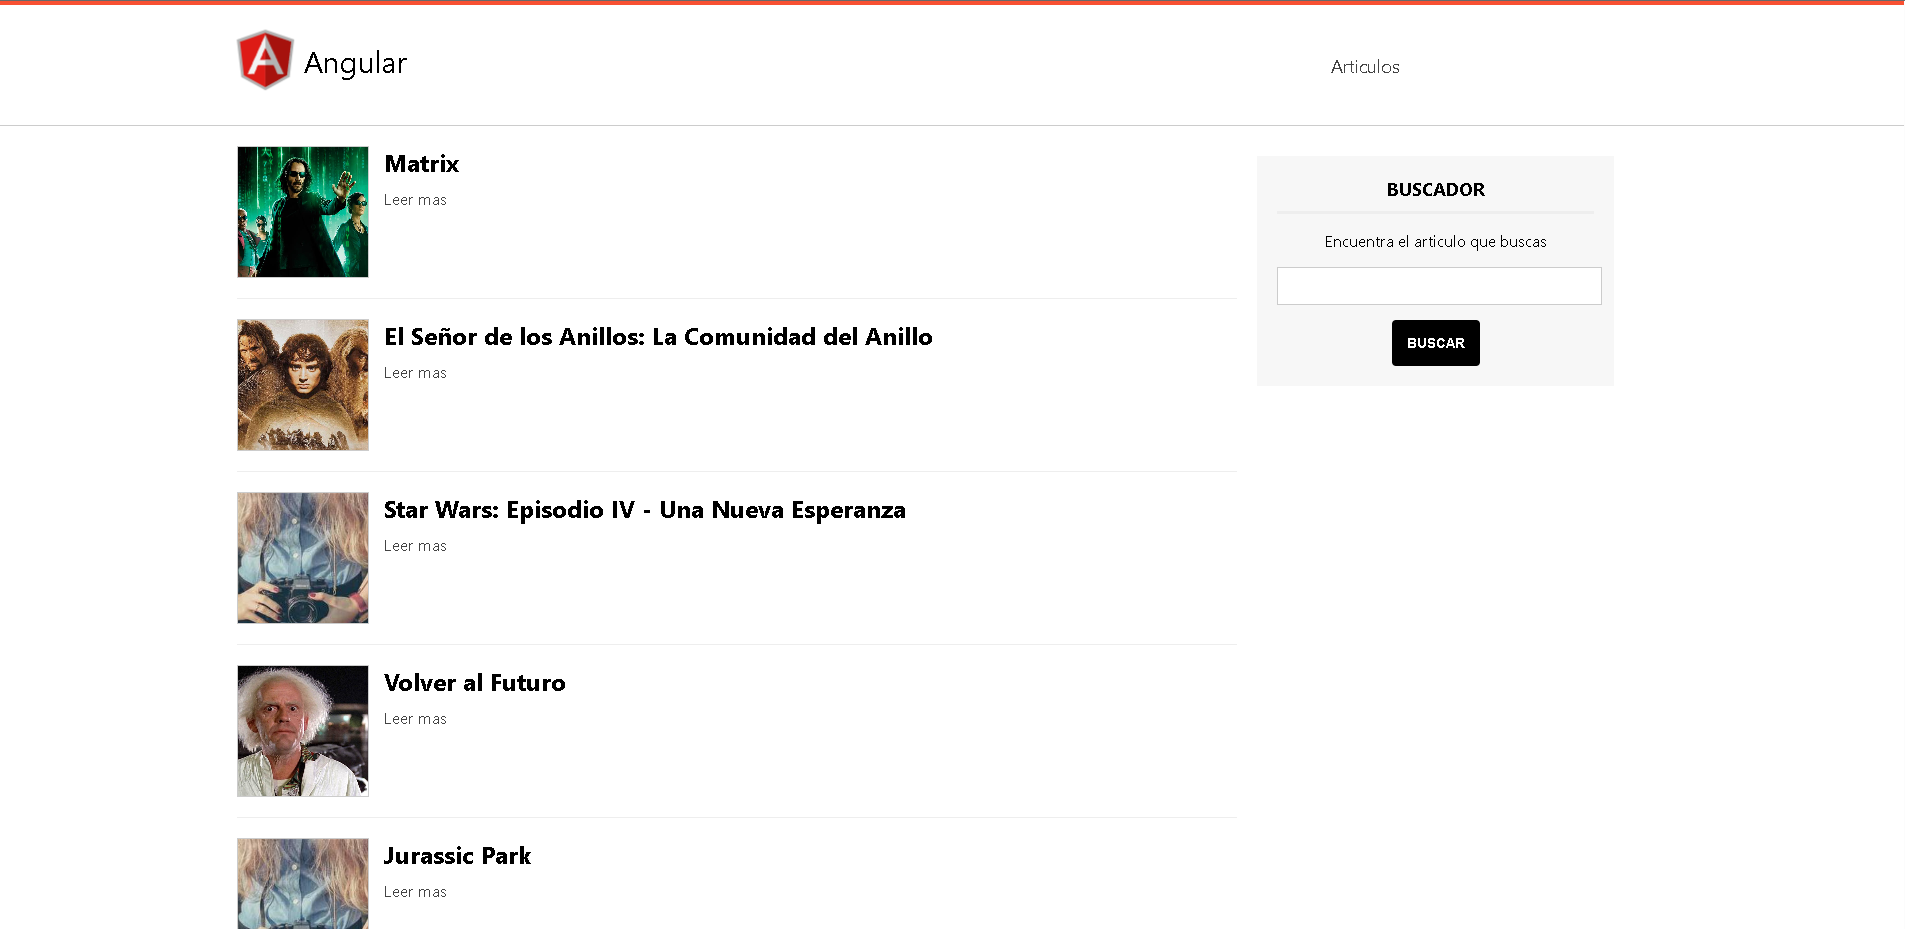 Angular
Articulos
Matrix
Leer mas
El Señor de los Anillos: La Comunidad del Anillo
Leer mas
Star Wars: Episodio IV - Una Nueva Esperanza
Leer mas
Volver al Futuro
Leer mas
Jurassic Park
Leer mas
BUSCADOR
Encuentra el articulo que buscas
BUSCAR